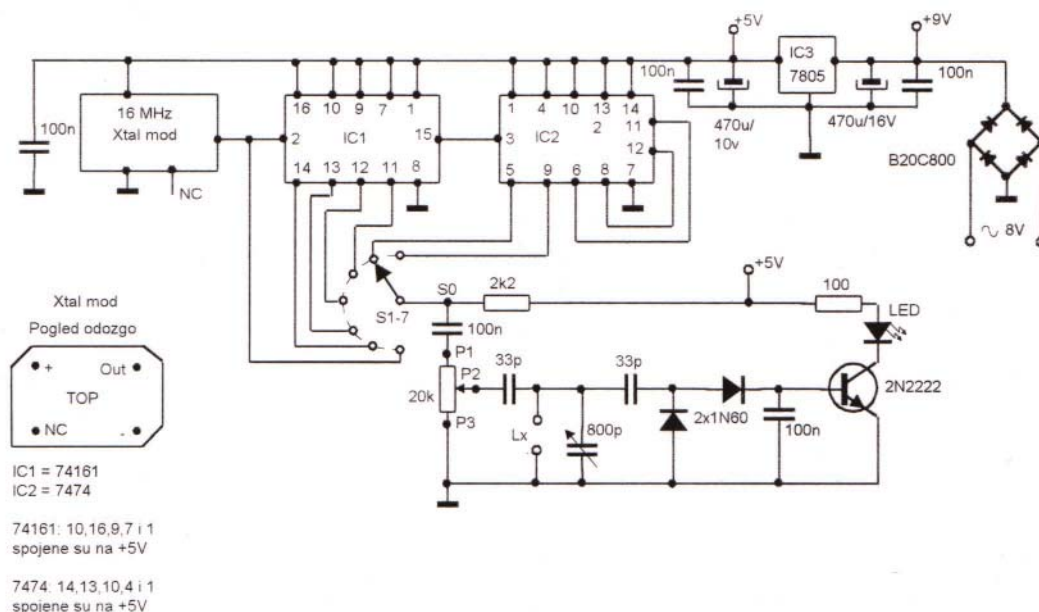 +5V
+9V
IC3
7805
100n
100n
470u/
10v
470u/16V
B20C800
8V
16 MHz
Xtal mod
100n
NC
16 10 9 7 1
IC1
2
15
14 13 12 11 8
1 4 10 13 14
2
IC2
11
12
3
5 9 6 8 7
S1-7
S0
2k2
+5V
100
LED
100n
P1
P2
P3
20k
33p
33p
Lx
800p
2x1N60
100n
2N2222
Xtal mod
Pogled odozgo
+ Out
TOP
NC -
IC1 = 74161
IC2 = 7474
74161: 10,16,9,7 i 1
spojene su na +5V
7474: 14,13,10,4 i 1
spojene su na +5V